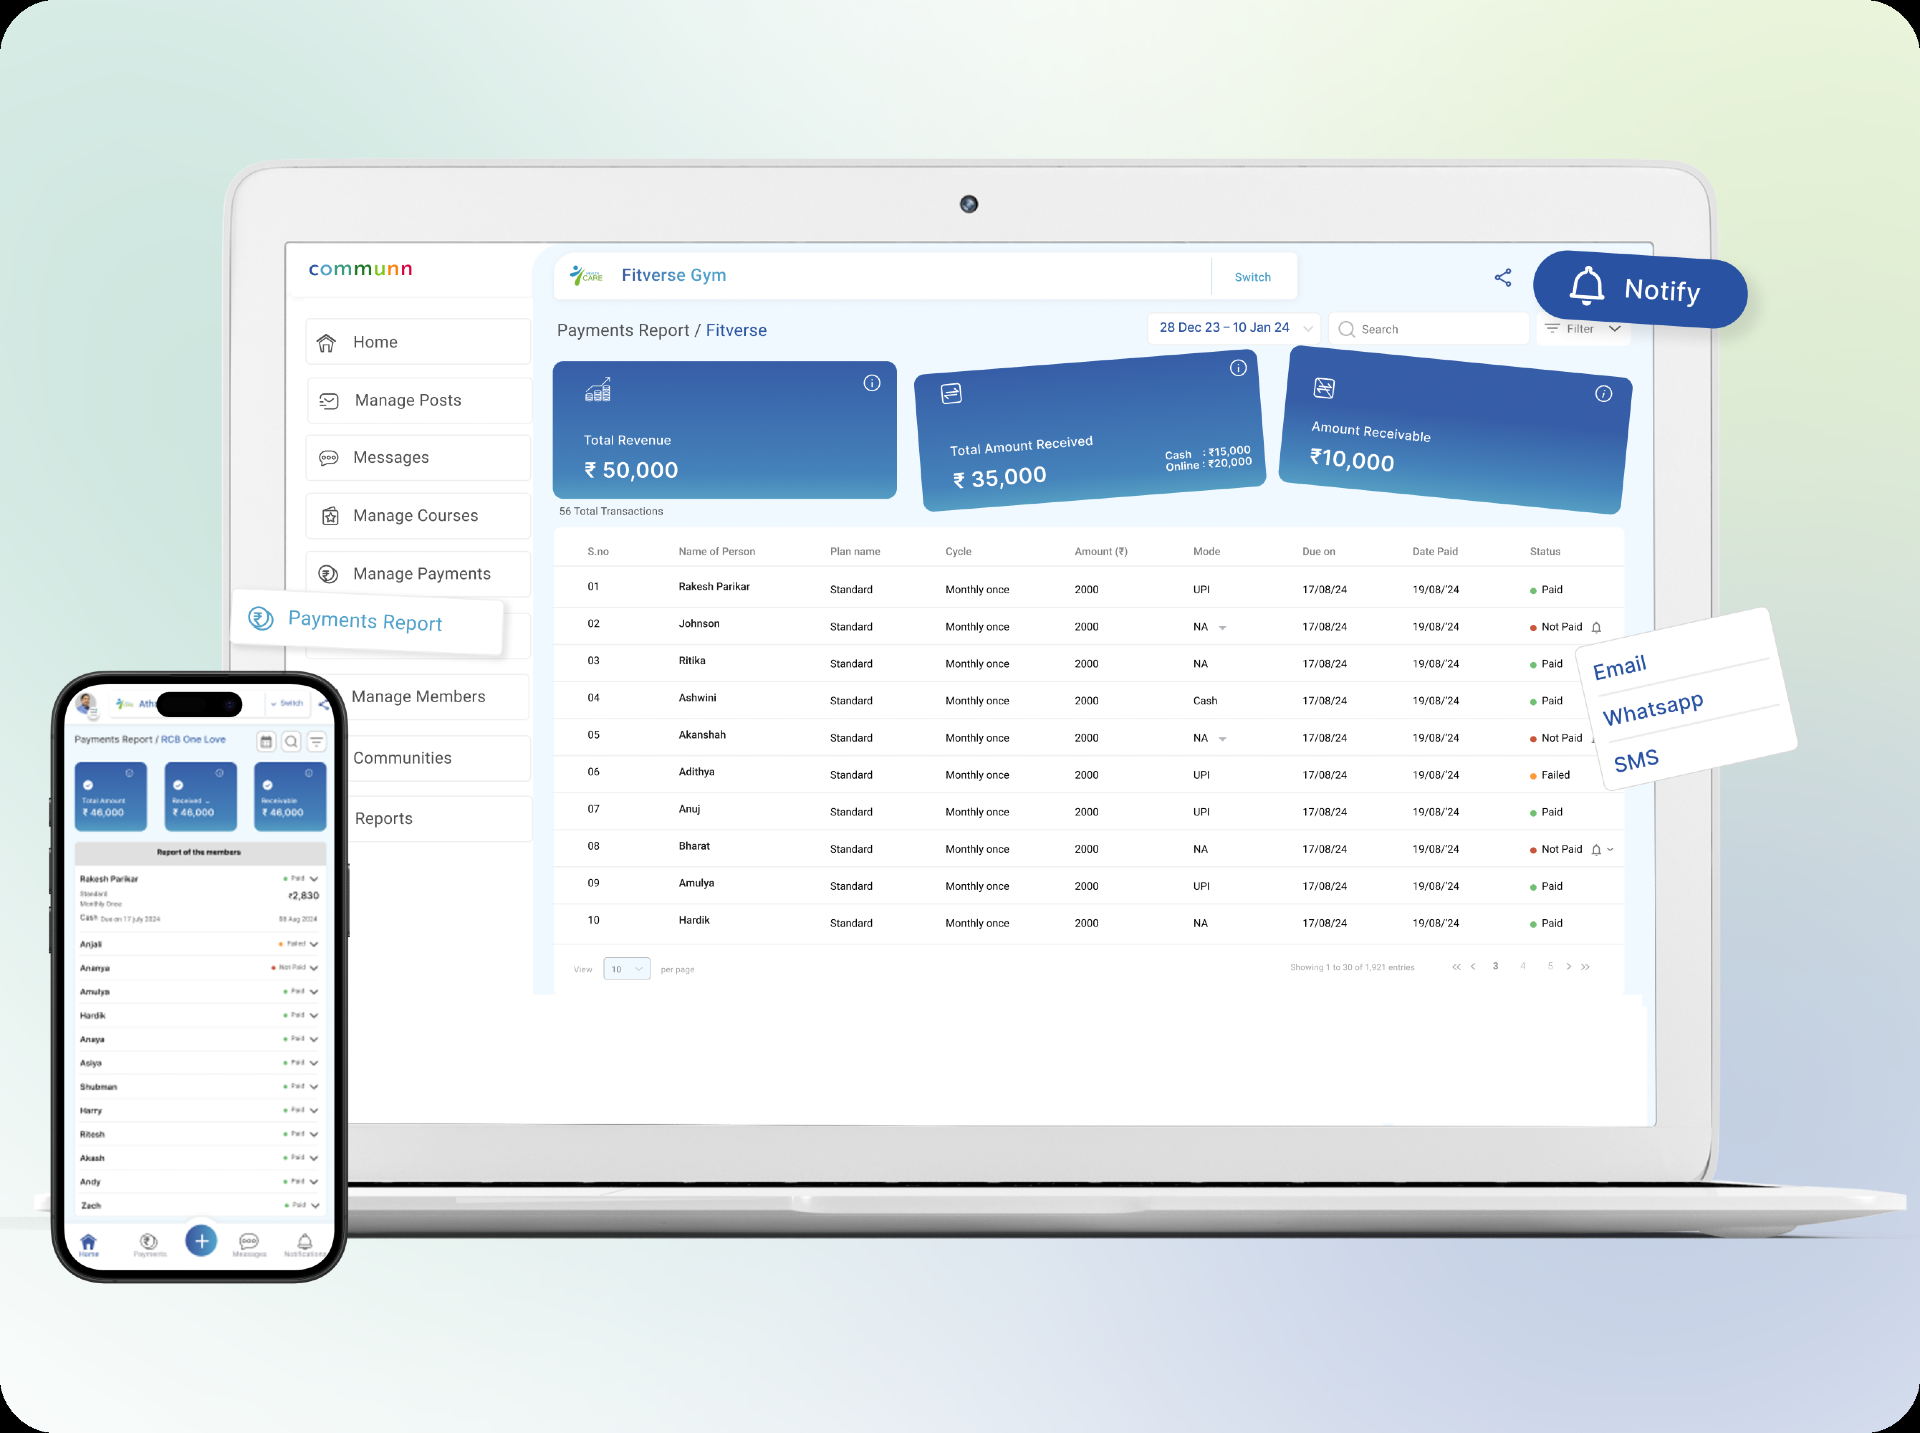 communn
CARE
Fitverse Gym
Switch
Notify
Payments Report / Fitverse
28 Dec 23 – 10 Jan 24
Search
Filter
Home
Manage Posts
Messages
Manage Courses
Manage Payments
Payments Report
Manage Members
Communities
Reports
Total Revenue
₹ 50,000
Total Amount Received
₹ 35,000
Cash : ₹15,000
Online : ₹20,000
Amount Receivable
₹10,000
56 Total Transactions
S.no Name of Person Plan name Cycle Amount (₹) Mode Due on Date Paid Status
01 Rakesh Parikar Standard Monthly once 2000 UPI 17/08/24 19/08/'24 Paid
02 Johnson Standard Monthly once 2000 NA 17/08/24 19/08/'24 Not Paid
03 Ritika Standard Monthly once 2000 NA 17/08/24 19/08/'24 Paid
04 Ashwini Standard Monthly once 2000 Cash 17/08/24 19/08/'24 Paid
05 Akanshah Standard Monthly once 2000 NA 17/08/24 19/08/'24 Not Paid
06 Adithya Standard Monthly once 2000 UPI 17/08/24 19/08/'24 Failed
07 Anuj Standard Monthly once 2000 UPI 17/08/24 19/08/'24 Paid
08 Bharat Standard Monthly once 2000 NA 17/08/24 19/08/'24 Not Paid
09 Amulya Standard Monthly once 2000 UPI 17/08/24 19/08/'24 Paid
10 Hardik Standard Monthly once 2000 NA 17/08/24 19/08/'24 Paid
View 10 per page
Showing 1 to 30 of 1,921 entries
« < 3 4 5 > »
Email
Whatsapp
SMS
Switch
Payments Report / RCB One Love
Total Amount
₹ 46,000
Received ...
₹ 46,000
Receivable
₹ 46,000
Report of the members
Rakesh Parikar Paid
Standard
₹2,830
Monthly Once
Cash Due on 17 july 2024
08 Aug 2024
Anjali Failed
Ananya Not Paid
Amulya Paid
Hardik Paid
Anaya Paid
Asiya Paid
Shubman Paid
Harry Paid
Ritesh Paid
Akash Paid
Andy Paid
Zach Paid
Home
Payments
Messages
Notifications